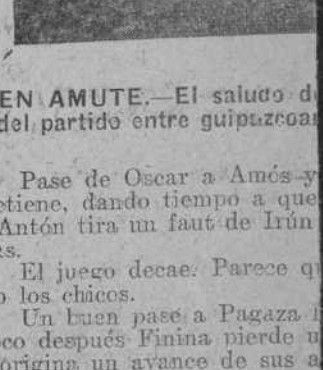 EN AMUTE.—El saludo d
del partido entre guipuzcoa
Pase de Oscar a Amós y
etiene, dando tiempo a que
Antón tira un faut de Irún
s.
El juego decae. Parece q
o los chicos.
Un buen pase a Pagaza
co después Finina pierde u
origina un avance de sus a